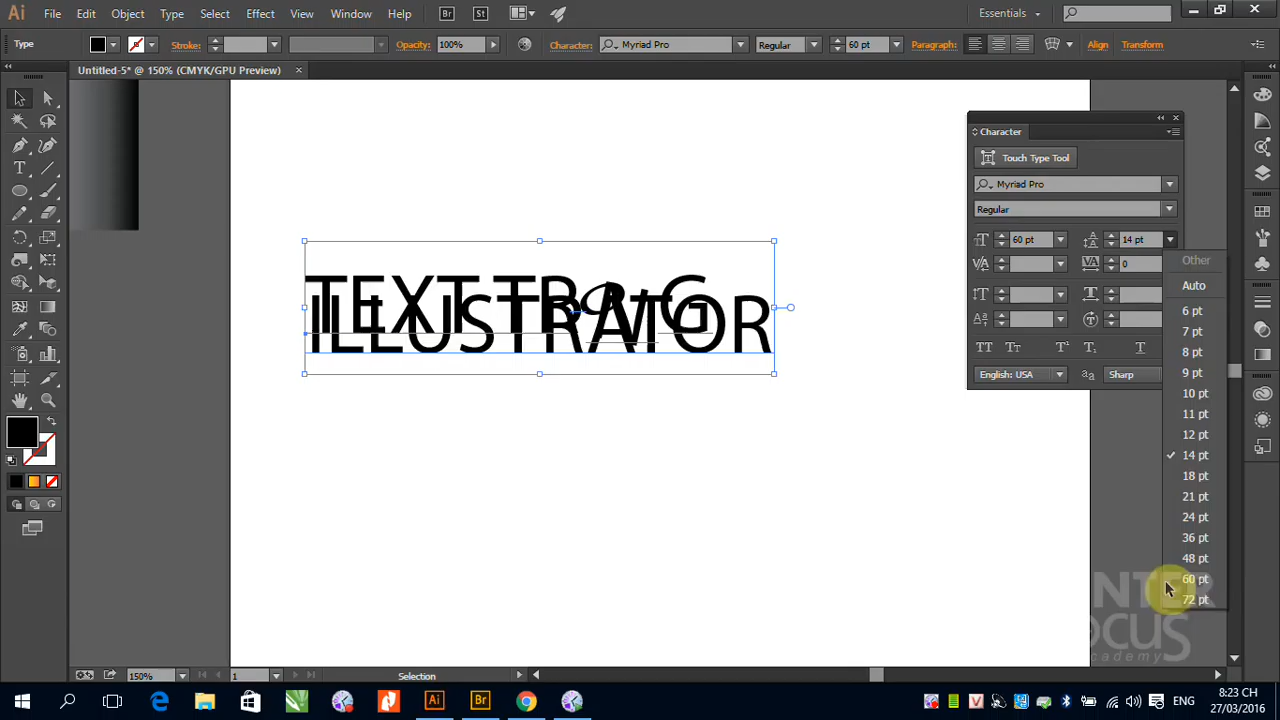 Ai File Edit Object Type Select Effect View Window Help Br St Essentials
Type Stroke: Opacity: 100% Character: Myriad Pro Regular 60 pt Paragraph: Align Transform
Untitled-5* @ 150% (CMYK/GPU Preview)
Character
Touch Type Tool
Myriad Pro
Regular
60 pt 14 pt
0
English: USA Sharp
Other
Auto
6 pt
7 pt
8 pt
9 pt
10 pt
11 pt
12 pt
14 pt
18 pt
21 pt
24 pt
36 pt
48 pt
60 pt
72 pt
ILLUSTRATOR
150% 1 Selection
Ai Br ENG 8:23 CH
27/03/2016